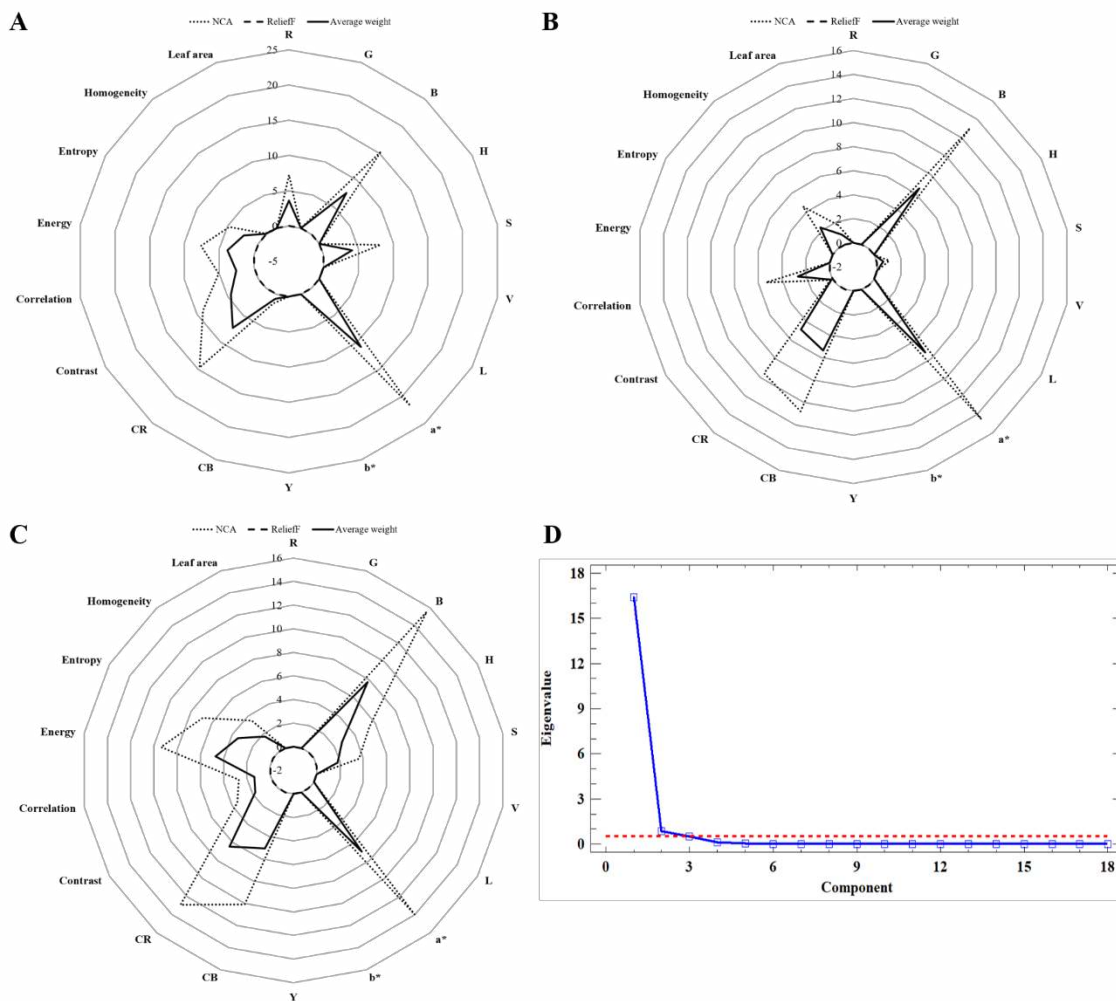 A
NCA ReliefF Average weight
R
G
B
H
S
V
L
a*
b*
Y
CB
CR
Contrast
Correlation
Energy
Entropy
Homogeneity
Leaf area
25
20
15
10
5
0
-5
B
NCA ReliefF Average weight
R
G
B
H
S
V
L
a*
b*
Y
CB
CR
Contrast
Correlation
Energy
Entropy
Homogeneity
Leaf area
16
14
12
10
8
6
4
2
0
-2
C
NCA ReliefF Average weight
R
G
B
H
S
V
L
a*
b*
Y
CB
CR
Contrast
Correlation
Energy
Entropy
Homogeneity
Leaf area
16
14
12
10
8
6
4
2
0
-2
D
Eigenvalue
18
15
12
9
6
3
0
0 3 6 9 12 15 18
Component